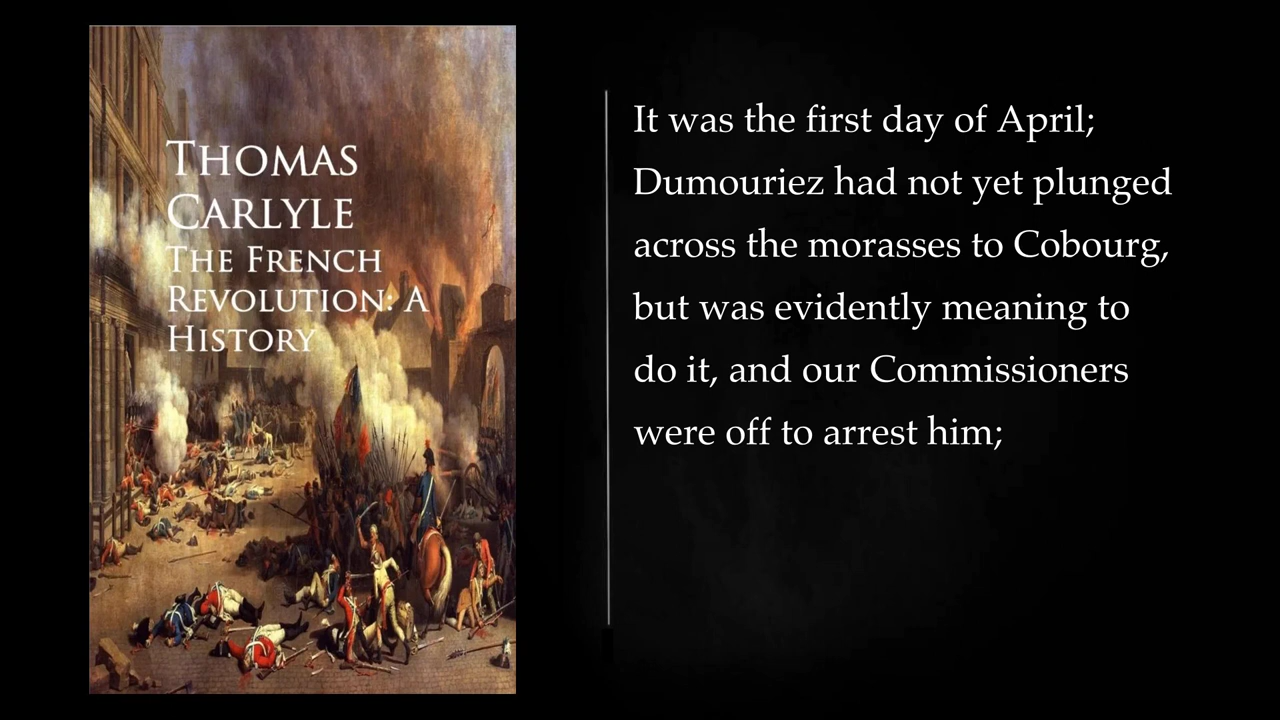 THOMAS
CARLYLE
THE FRENCH
REVOLUTION: A
HISTORY
It was the first day of April;
Dumouriez had not yet plunged
across the morasses to Cobourg,
but was evidently meaning to
do it, and our Commissioners
were off to arrest him;